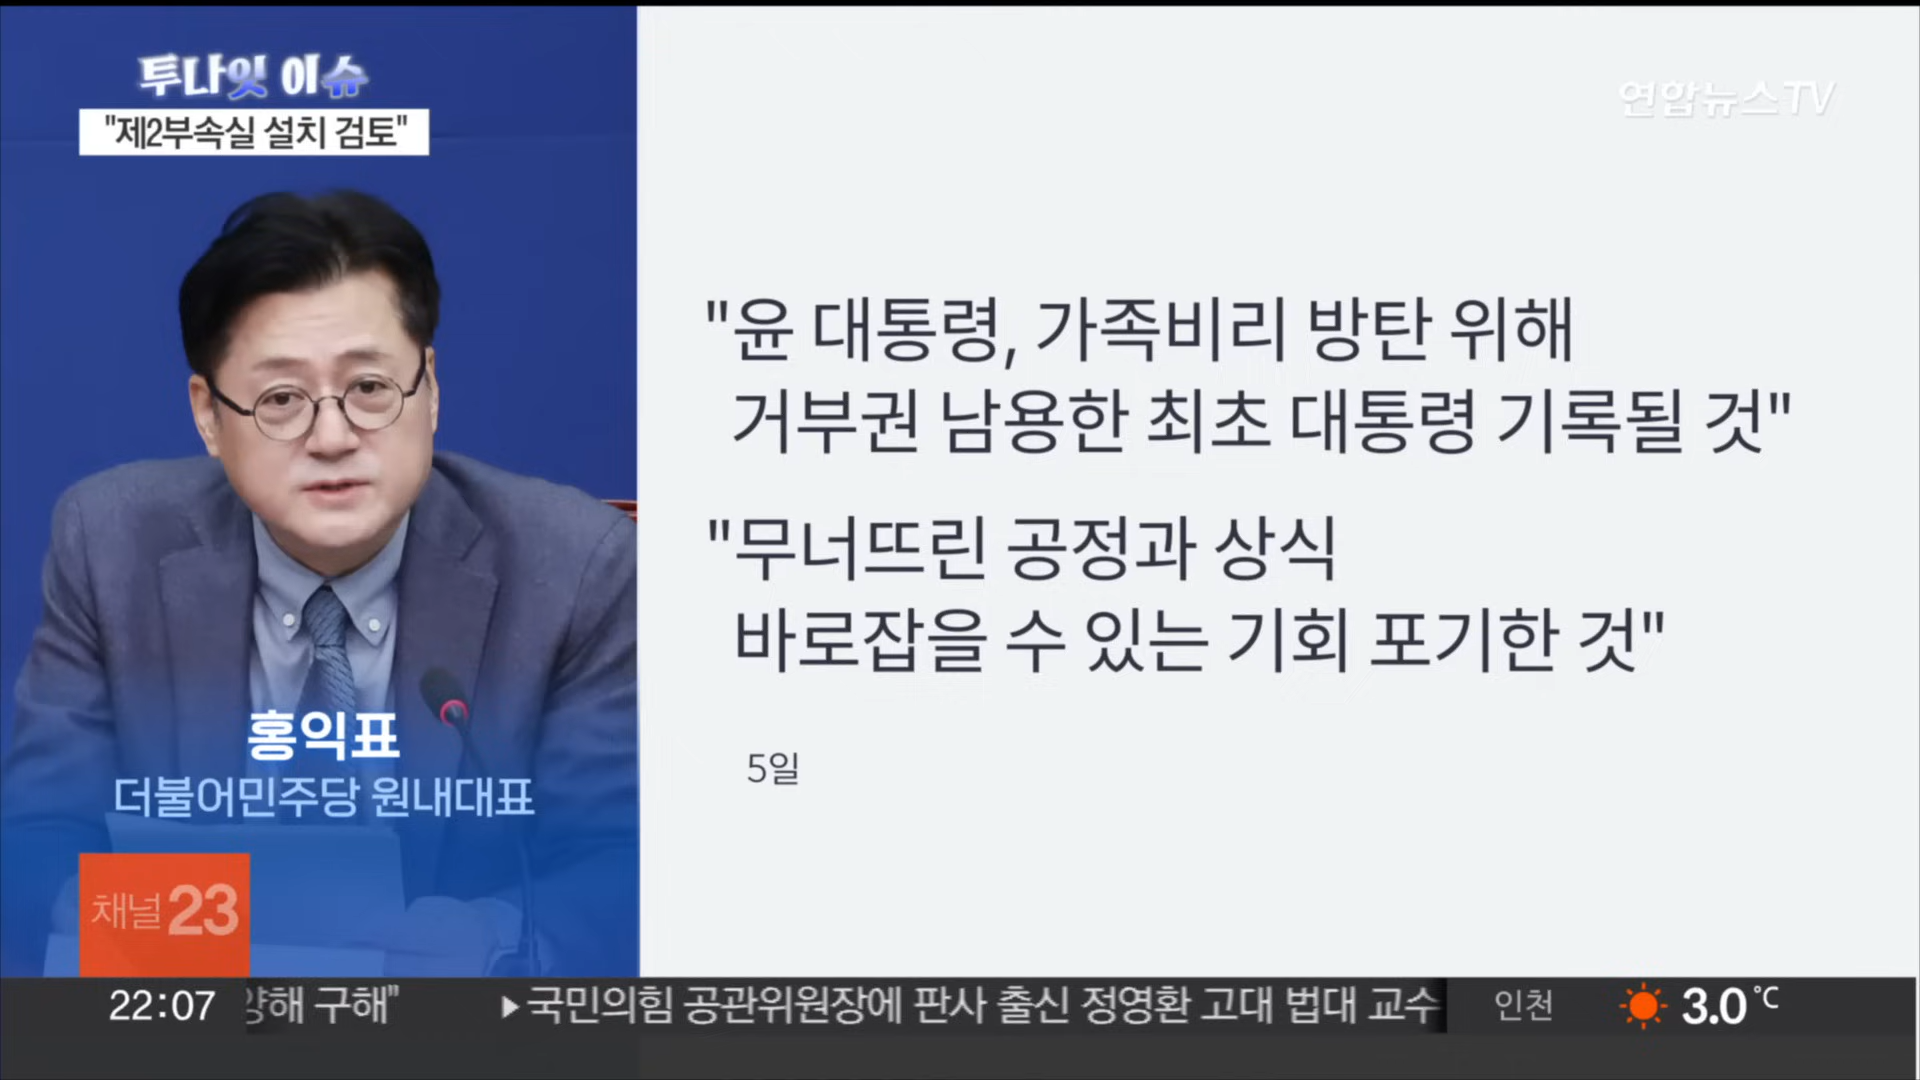 투나잇 이슈
"제2부속실 설치 검토"
연합뉴스TV
"윤 대통령, 가족비리 방탄 위해
거부권 남용한 최초 대통령 기록될 것"
"무너뜨린 공정과 상식
바로잡을 수 있는 기회 포기한 것"
5일
홍익표
더불어민주당 원내대표
채널 23
22:07 양해 구해" ▶국민의힘 공관위원장에 판사 출신 정영환 고대 법대 교수 인천 3.0℃